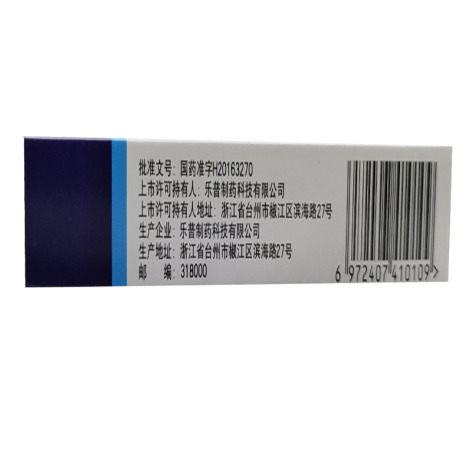 批准文号：国药准字H20163270
上市许可持有人：乐普制药科技有限公司
上市许可持有人地址：浙江省台州市椒江区滨海路27号
生产企业：乐普制药科技有限公司
生产地址：浙江省台州市椒江区滨海路27号
邮　编：318000
6 972407 410109>